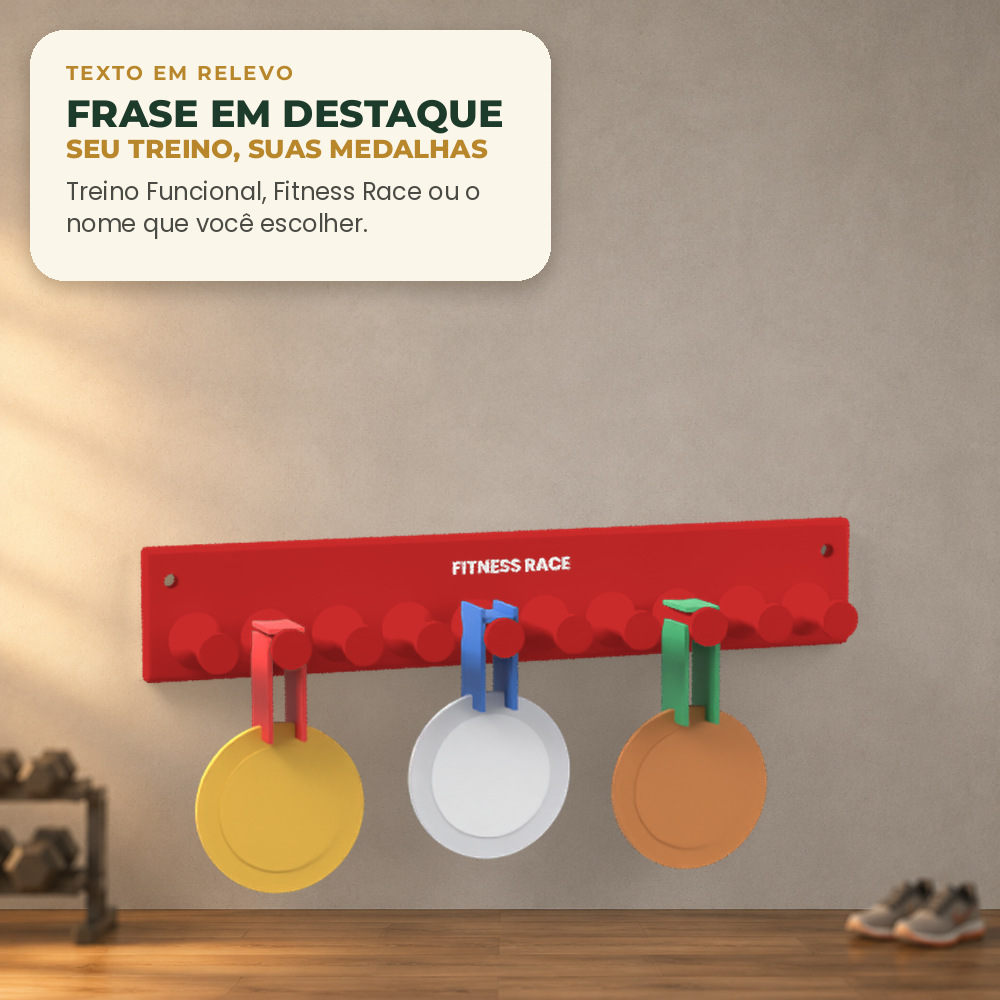 TEXTO EM RELEVO
FRASE EM DESTAQUE
SEU TREINO, SUAS MEDALHAS
Treino Funcional, Fitness Race ou o
nome que você escolher.
FITNESS RACE